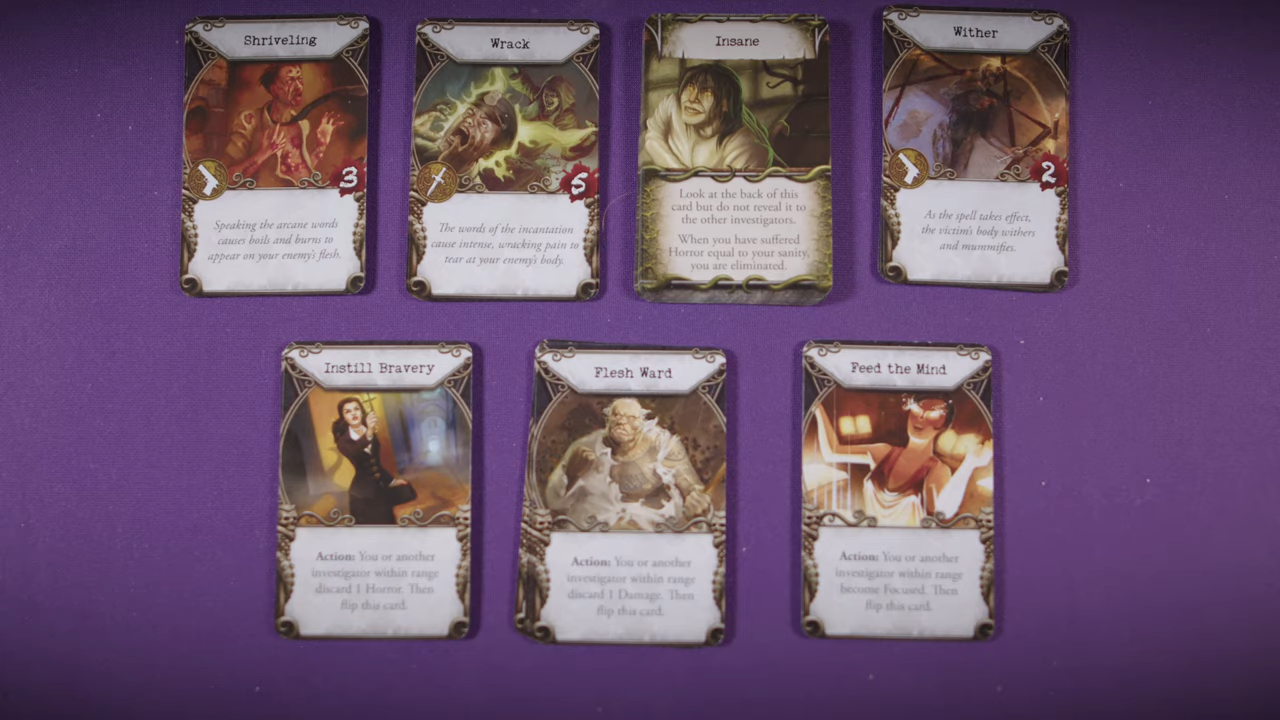 Shriveling
3
Speaking the arcane words
causes boils and burns to
appear on your enemy's flesh.
Wrack
5
The words of the incantation
cause intense, wracking pain to
tear at your enemy's body.
Insane
Look at the back of this
card but do not reveal it to
the other investigators.
When you have suffered
Horror equal to your sanity,
you are eliminated.
Wither
2
As the spell takes effect,
the victim's body withers
and mummifies.
Instill Bravery
Action: You or another
investigator within range
discard 1 Horror. Then
flip this card.
Flesh Ward
Action: You or another
investigator within range
discard 1 Damage. Then
flip this card.
Feed the Mind
Action: You or another
investigator within range
become Focused. Then
flip this card.